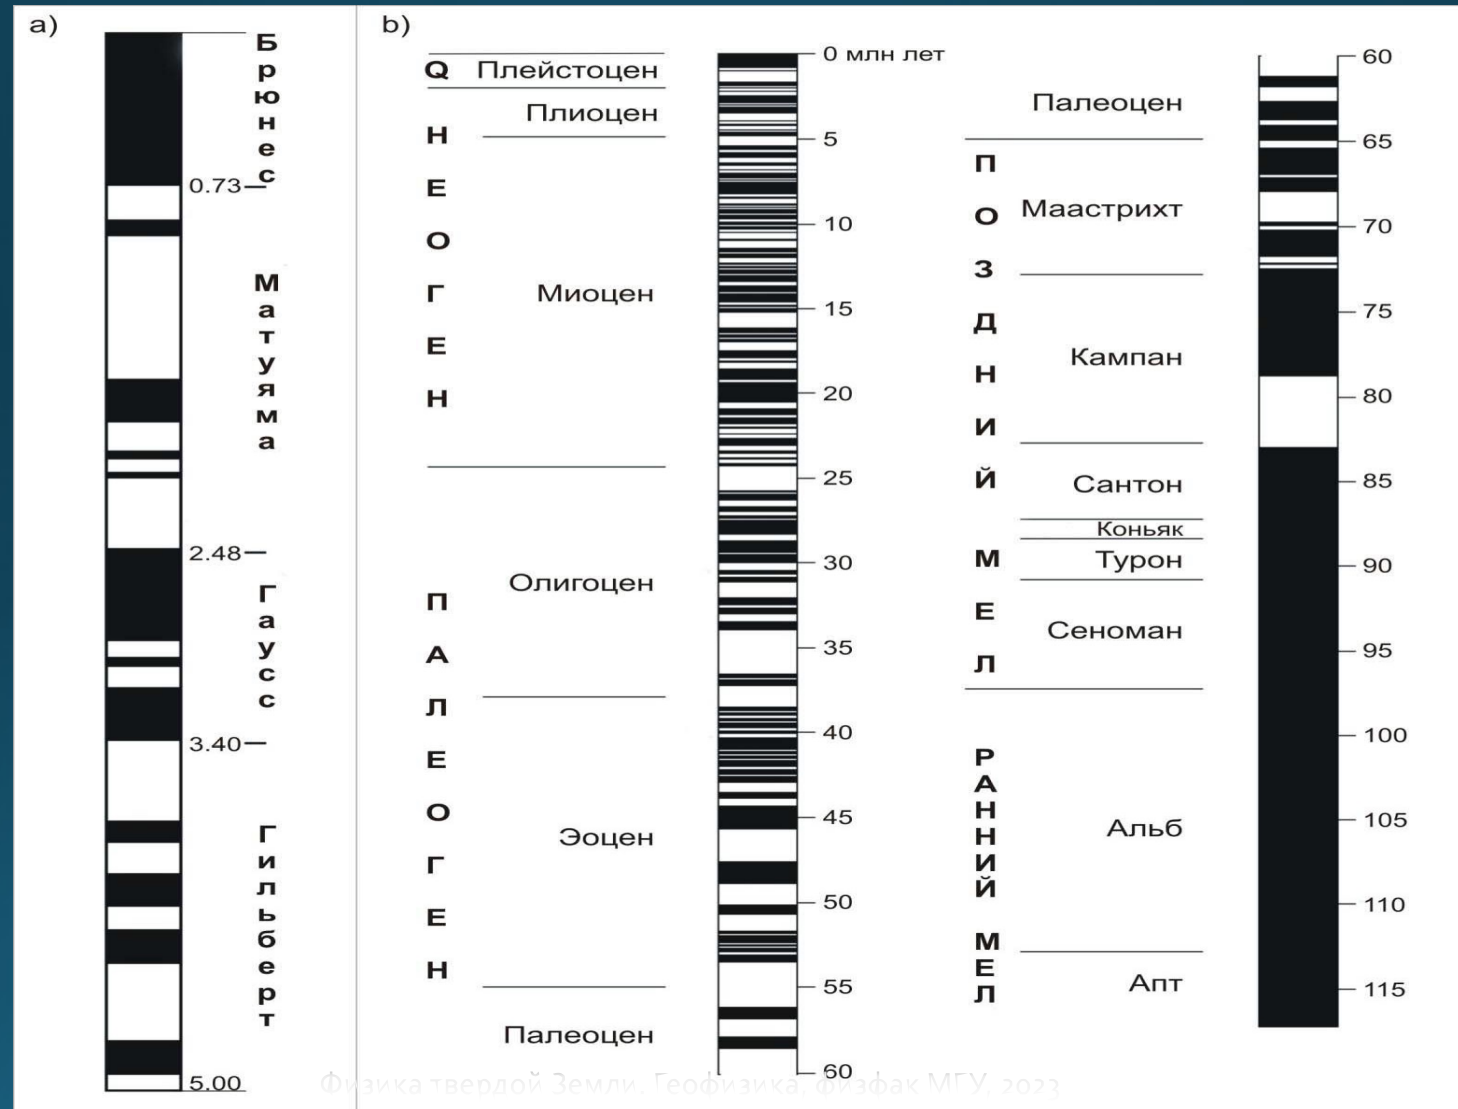 a)
Брюнес
0.73
Матуяма
2.48
Гаусс
3.40
Гильберт
5.00
b)
Q Плейстоцен
Плиоцен
НЕОГЕН
Миоцен
ПАЛЕОГЕН
Олигоцен
Эоцен
Палеоцен
0 млн лет
5
10
15
20
25
30
35
40
45
50
55
60
Палеоцен
ПОЗДНИЙ МЕЛ
Маастрихт
Кампан
Сантон
Коньяк
Турон
Сеноман
РАННИЙ МЕЛ
Альб
Апт
60
65
70
75
80
85
90
95
100
105
110
115
Физика твердой Земли. Геофизика, физфак МГУ, 2023